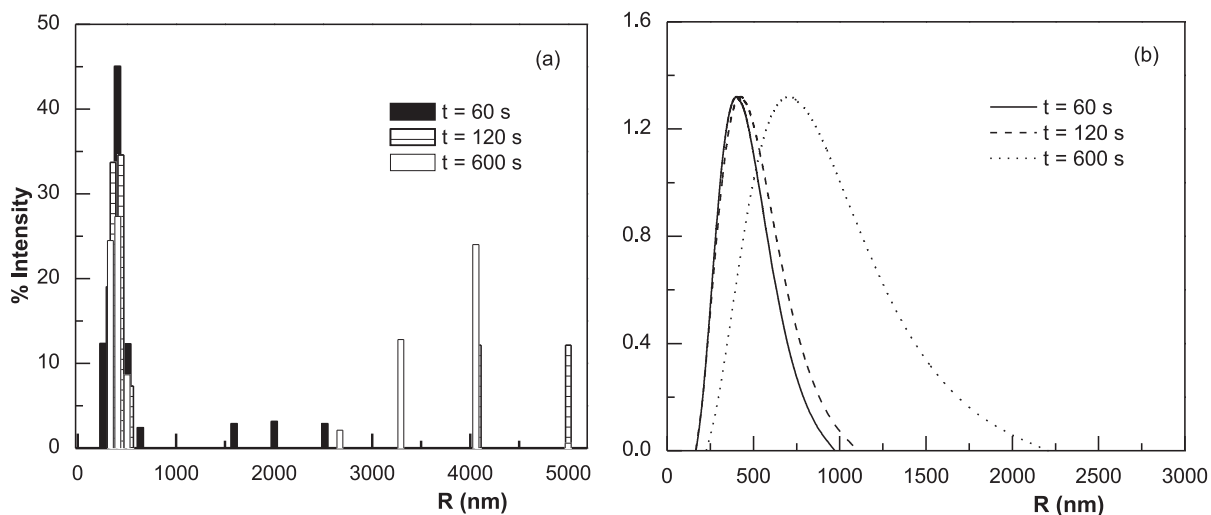 50
40
30
20
10
0
% Intensity
(a)
t = 60 s
t = 120 s
t = 600 s
0 1000 2000 3000 4000 5000
R (nm)
1.6
1.2
0.8
0.4
0.0
(b)
t = 60 s
t = 120 s
t = 600 s
0 500 1000 1500 2000 2500 3000
R (nm)